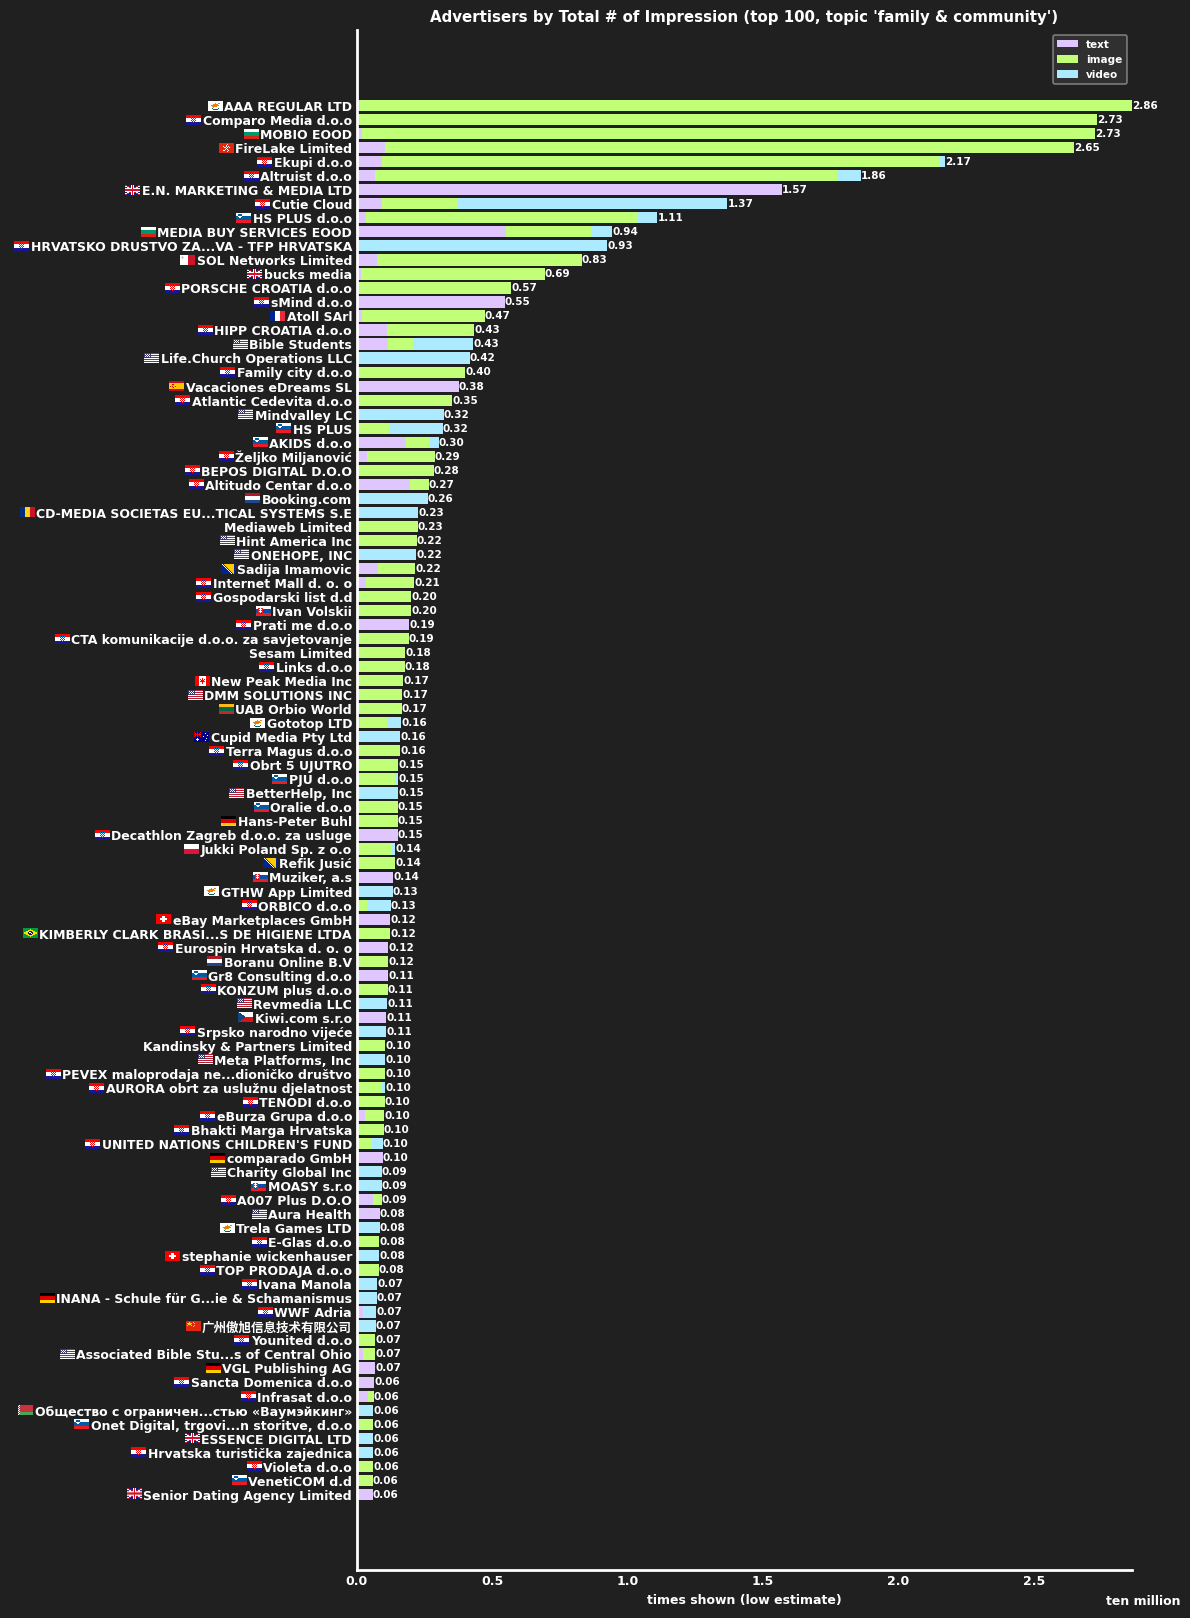 Advertisers by Total # of Impression (top 100, topic 'family & community')
text
image
video
AAA REGULAR LTD 2.86
Comparo Media d.o.o 2.73
MOBIO EOOD 2.73
FireLake Limited 2.65
Ekupi d.o.o 2.17
Altruist d.o.o 1.86
E.N. MARKETING & MEDIA LTD 1.57
Cutie Cloud 1.37
HS PLUS d.o.o 1.11
MEDIA BUY SERVICES EOOD 0.94
HRVATSKO DRUSTVO ZA...VA - TFP HRVATSKA 0.93
SOL Networks Limited 0.83
bucks media 0.69
PORSCHE CROATIA d.o.o 0.57
sMind d.o.o 0.55
Atoll SArl 0.47
HIPP CROATIA d.o.o 0.43
Bible Students 0.43
Life.Church Operations LLC 0.42
Family city d.o.o 0.40
Vacaciones eDreams SL 0.38
Atlantic Cedevita d.o.o 0.35
Mindvalley LC 0.32
HS PLUS 0.32
AKIDS d.o.o 0.30
Željko Miljanović 0.29
BEPOS DIGITAL D.O.O 0.28
Altitudo Centar d.o.o 0.27
Booking.com 0.26
CD-MEDIA SOCIETAS EU...TICAL SYSTEMS S.E 0.23
Mediaweb Limited 0.23
Hint America Inc 0.22
ONEHOPE, INC 0.22
Sadija Imamovic 0.22
Internet Mall d. o. o 0.21
Gospodarski list d.d 0.20
Ivan Volskii 0.20
Prati me d.o.o 0.19
CTA komunikacije d.o.o. za savjetovanje 0.19
Sesam Limited 0.18
Links d.o.o 0.18
New Peak Media Inc 0.17
DMM SOLUTIONS INC 0.17
UAB Orbio World 0.17
Gototop LTD 0.16
Cupid Media Pty Ltd 0.16
Terra Magus d.o.o 0.16
Obrt 5 UJUTRO 0.15
PJU d.o.o 0.15
BetterHelp, Inc 0.15
Oralie d.o.o 0.15
Hans-Peter Buhl 0.15
Decathlon Zagreb d.o.o. za usluge 0.15
Jukki Poland Sp. z o.o 0.14
Refik Jusić 0.14
Muziker, a.s 0.14
GTHW App Limited 0.13
ORBICO d.o.o 0.13
eBay Marketplaces GmbH 0.12
KIMBERLY CLARK BRASI...S DE HIGIENE LTDA 0.12
Eurospin Hrvatska d. o. o 0.12
Boranu Online B.V 0.12
Gr8 Consulting d.o.o 0.11
KONZUM plus d.o.o 0.11
Revmedia LLC 0.11
Kiwi.com s.r.o 0.11
Srpsko narodno vijeće 0.11
Kandinsky & Partners Limited 0.10
Meta Platforms, Inc 0.10
PEVEX maloprodaja ne...dioničko društvo 0.10
AURORA obrt za uslužnu djelatnost 0.10
TENODI d.o.o 0.10
eBurza Grupa d.o.o 0.10
Bhakti Marga Hrvatska 0.10
UNITED NATIONS CHILDREN'S FUND 0.10
comparado GmbH 0.10
Charity Global Inc 0.09
MOASY s.r.o 0.09
A007 Plus D.O.O 0.09
Aura Health 0.08
Trela Games LTD 0.08
E-Glas d.o.o 0.08
stephanie wickenhauser 0.08
TOP PRODAJA d.o.o 0.08
Ivana Manola 0.07
INANA - Schule für G...ie & Schamanismus 0.07
WWF Adria 0.07
广州傲旭信息技术有限公司 0.07
Younited d.o.o 0.07
Associated Bible Stu...s of Central Ohio 0.07
VGL Publishing AG 0.07
Sancta Domenica d.o.o 0.06
Infrasat d.o.o 0.06
Общество с ограничен...стью «Ваумэйкинг» 0.06
Onet Digital, trgovi...n storitve, d.o.o 0.06
ESSENCE DIGITAL LTD 0.06
Hrvatska turistička zajednica 0.06
Violeta d.o.o 0.06
VenetiCOM d.d 0.06
Senior Dating Agency Limited 0.06
0.0 0.5 1.0 1.5 2.0 2.5
times shown (low estimate)
ten million